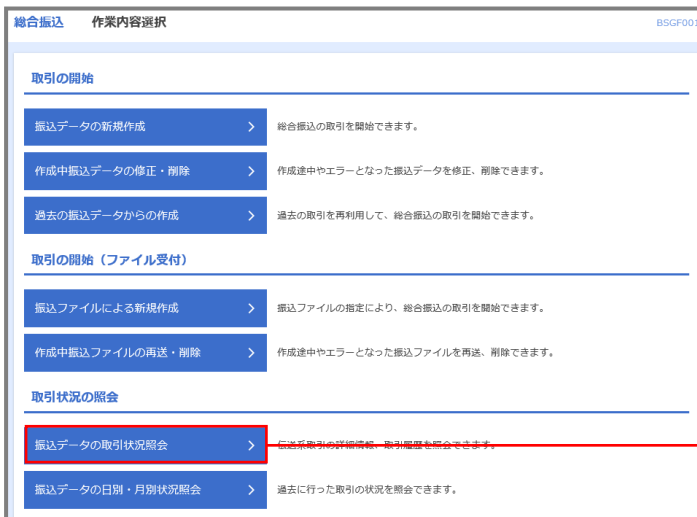 総合振込 作業内容選択 BSGF001
取引の開始
振込データの新規作成 総合振込の取引を開始できます。
作成中振込データの修正・削除 作成途中やエラーとなった振込データを修正、削除できます。
過去の振込データからの作成 過去の取引を再利用して、総合振込の取引を開始できます。
取引の開始（ファイル受付）
振込ファイルによる新規作成 振込ファイルの指定により、総合振込の取引を開始できます。
作成中振込ファイルの再送・削除 作成途中やエラーとなった振込ファイルを再送、削除できます。
取引状況の照会
振込データの取引状況照会 伝送系取引の詳細情報、取引履歴を照会できます。
振込データの日別・月別状況照会 過去に行った取引の状況を照会できます。